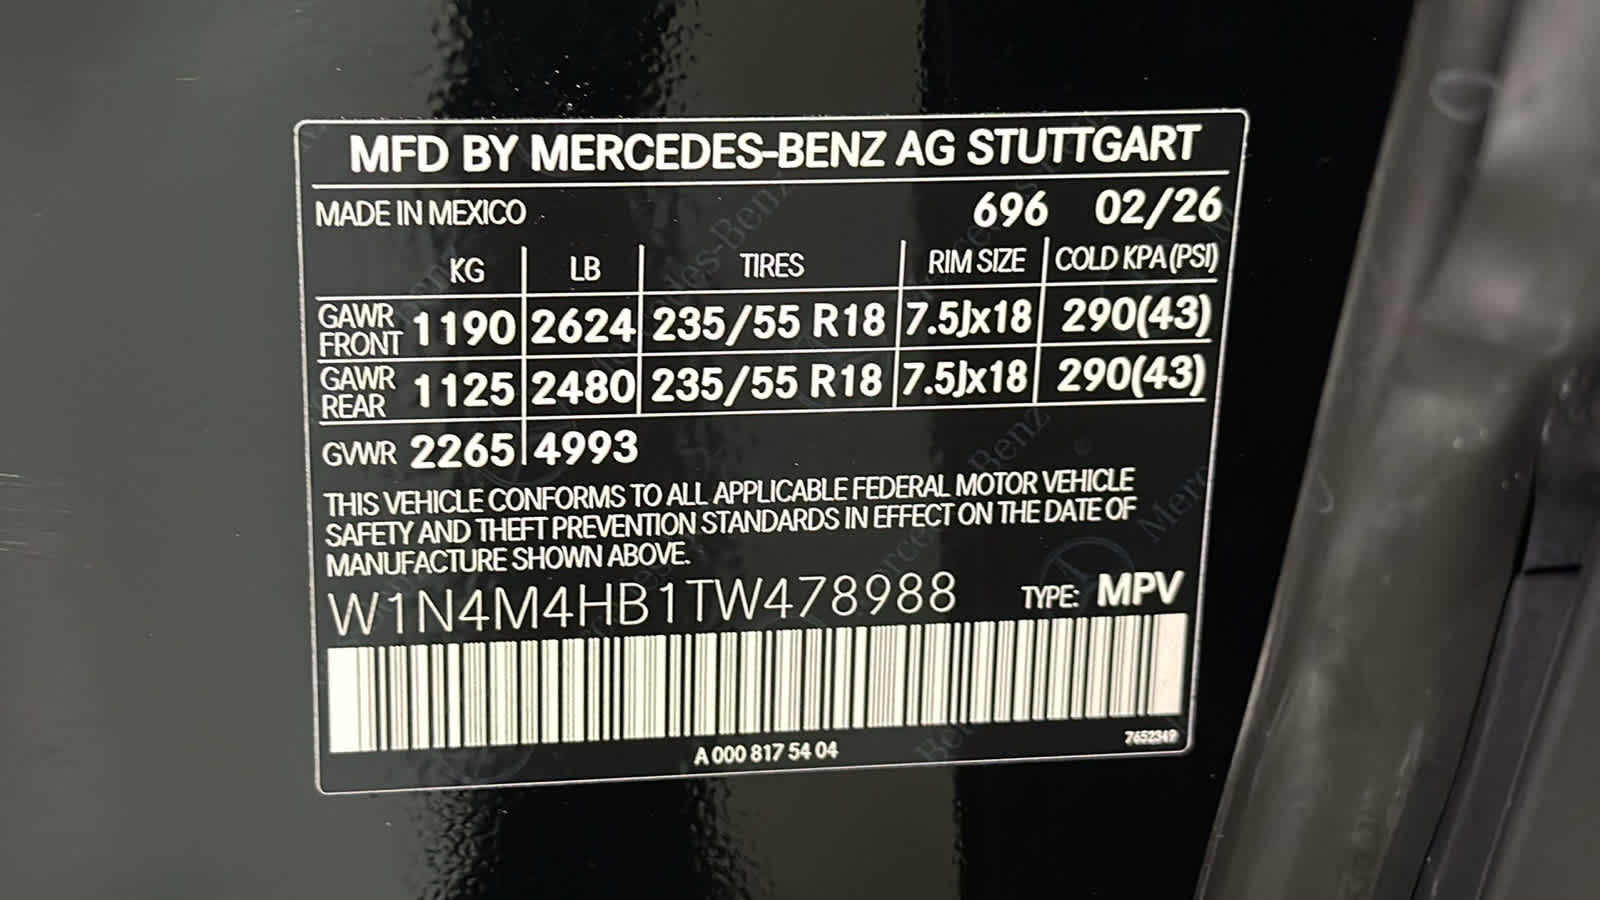 MFD BY MERCEDES-BENZ AG STUTTGART
MADE IN MEXICO 696 02/26
KG LB TIRES RIM SIZE COLD KPA (PSI)
GAWR FRONT 1190 2624 235/55 R18 7.5Jx18 290(43)
GAWR REAR 1125 2480 235/55 R18 7.5Jx18 290(43)
GVWR 2265 4993
THIS VEHICLE CONFORMS TO ALL APPLICABLE FEDERAL MOTOR VEHICLE
SAFETY AND THEFT PREVENTION STANDARDS IN EFFECT ON THE DATE OF
MANUFACTURE SHOWN ABOVE.
W1N4M4HB1TW478988 TYPE: MPV
A 000 817 54 04 7652349